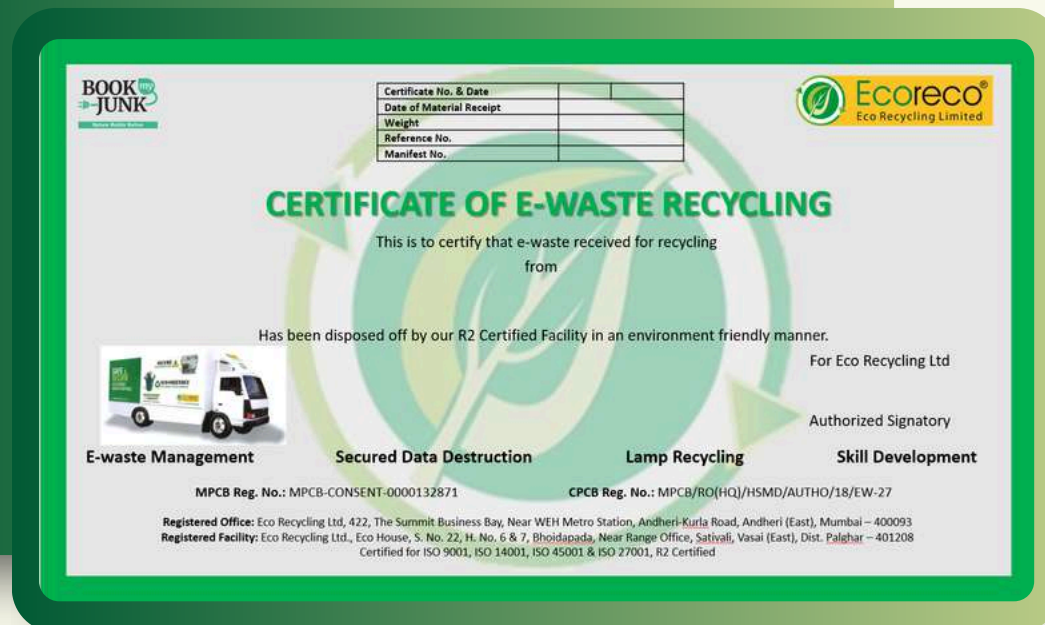 BOOK my
JUNK
Certificate No. & Date
Date of Material Receipt
Weight
Reference No.
Manifest No.
Ecoreco®
Eco Recycling Limited
CERTIFICATE OF E-WASTE RECYCLING
This is to certify that e-waste received for recycling
from
Has been disposed off by our R2 Certified Facility in an environment friendly manner.
For Eco Recycling Ltd
Authorized Signatory
E-waste Management Secured Data Destruction Lamp Recycling Skill Development
MPCB Reg. No.: MPCB-CONSENT-0000132871 CPCB Reg. No.: MPCB/RO(HQ)/HSMD/AUTHO/18/EW-27
Registered Office: Eco Recycling Ltd, 422, The Summit Business Bay, Near WEH Metro Station, Andheri-Kurla Road, Andheri (East), Mumbai – 400093
Registered Facility: Eco Recycling Ltd., Eco House, S. No. 22, H. No. 6 & 7, Bhoidapada, Near Range Office, Sativali, Vasai (East), Dist. Palghar – 401208
Certified for ISO 9001, ISO 14001, ISO 45001 & ISO 27001, R2 Certified